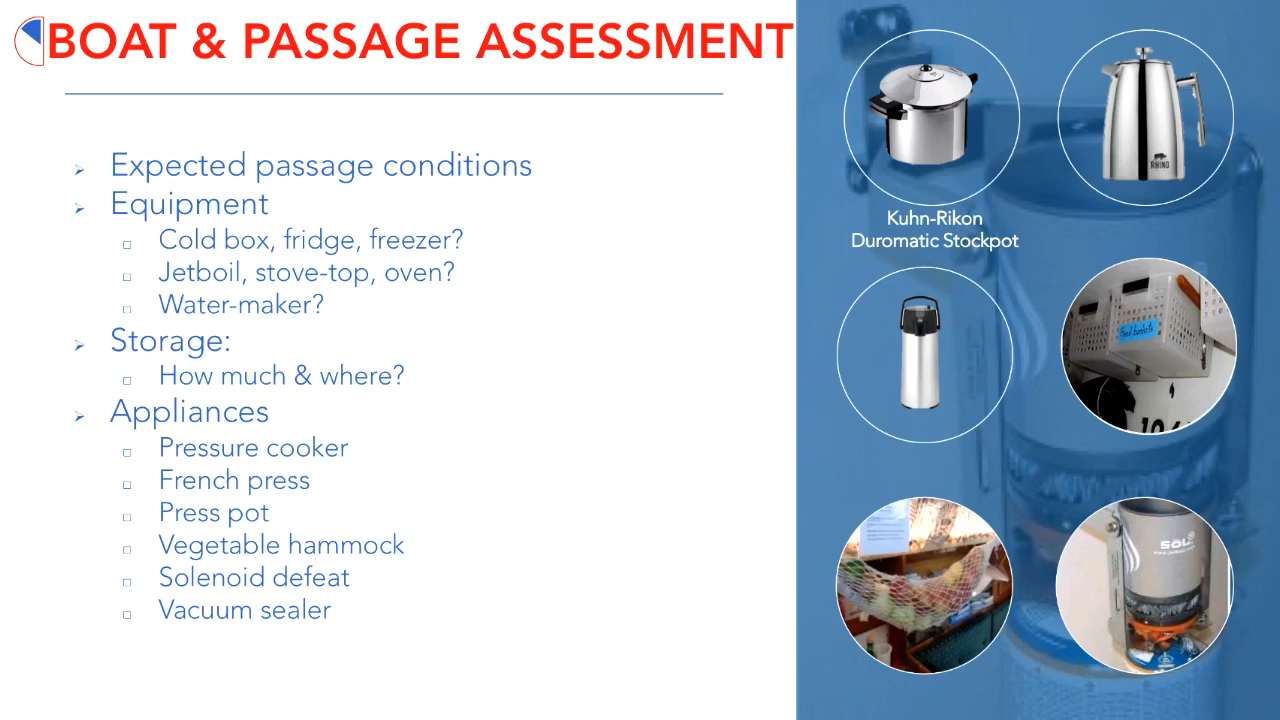 BOAT & PASSAGE ASSESSMENT
Expected passage conditions
Equipment
Cold box, fridge, freezer?
Jetboil, stove-top, oven?
Water-maker?
Storage:
How much & where?
Appliances
Pressure cooker
French press
Press pot
Vegetable hammock
Solenoid defeat
Vacuum sealer
RHINO
Kuhn-Rikon
Duromatic Stockpot
Food baskets
SOL